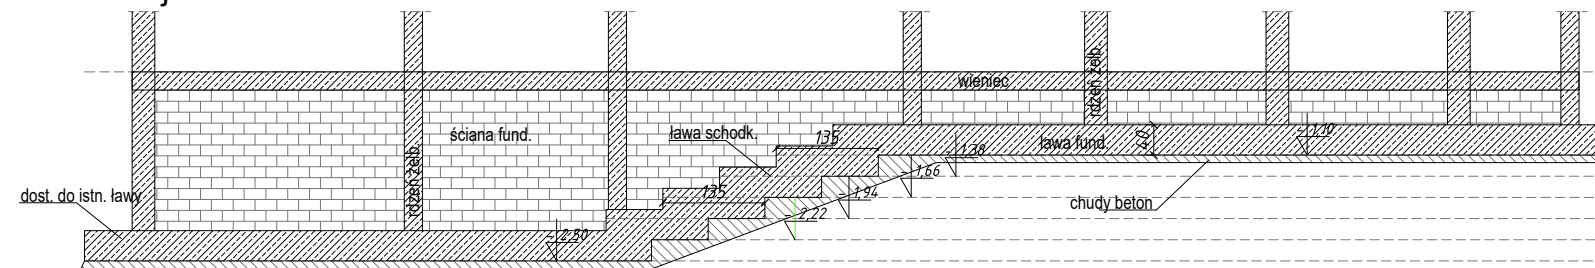 wieniec
rdzeń żelb.
ściana fund.
ława schodk.
135
ława fund.
40
- 1,10
- 1,38
- 1,66
rdzeń żelb.
dost. do istn. ławy
135
- 1,94
chudy beton
- 2,22
- 2,50